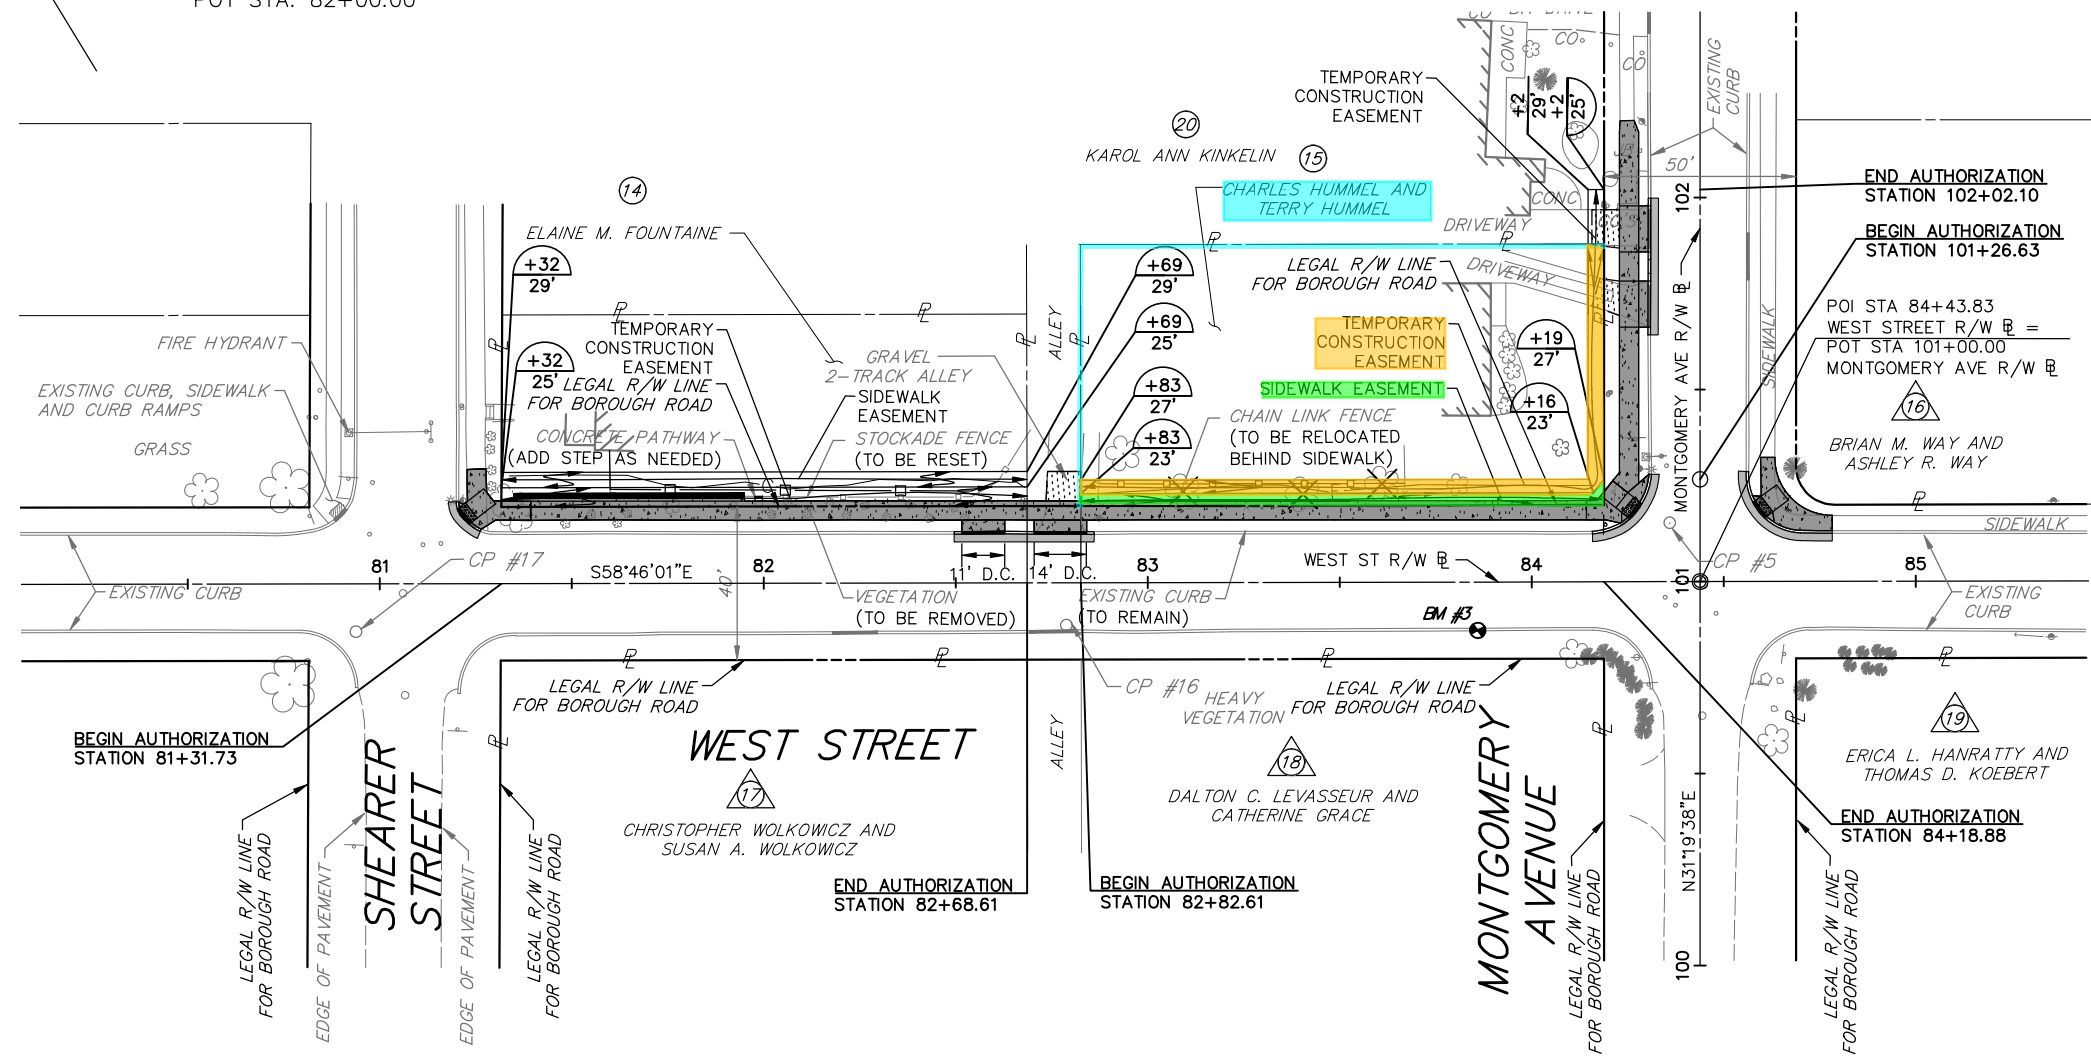 POT STA. 82+00.00
14
ELAINE M. FOUNTAINE
+32
29'
+32
25'
TEMPORARY
CONSTRUCTION
EASEMENT
LEGAL R/W LINE
FOR BOROUGH ROAD
FIRE HYDRANT
EXISTING CURB, SIDEWALK
AND CURB RAMPS
GRASS
CONCRETE PATHWAY
(ADD STEP AS NEEDED)
GRAVEL
2-TRACK ALLEY
SIDEWALK
EASEMENT
STOCKADE FENCE
(TO BE RESET)
ALLEY
20
KAROL ANN KINKELIN
15
CHARLES HUMMEL AND
TERRY HUMMEL
TEMPORARY
CONSTRUCTION
EASEMENT
CONC
CO
CO
+2
29'
+2
25'
CONC
DRIVEWAY
DRIVEWAY
EXISTING
CURB
50'
102
+69
29'
+69
25'
+83
27'
+83
23'
LEGAL R/W LINE
FOR BOROUGH ROAD
TEMPORARY
CONSTRUCTION
EASEMENT
SIDEWALK EASEMENT
CHAIN LINK FENCE
(TO BE RELOCATED
BEHIND SIDEWALK)
+19
27'
+16
23'
MONTGOMERY AVE R/W ⅊
SIDEWALK
END AUTHORIZATION
STATION 102+02.10
BEGIN AUTHORIZATION
STATION 101+26.63
POI STA 84+43.83
WEST STREET R/W ⅊ =
POT STA 101+00.00
MONTGOMERY AVE R/W ⅊
16
BRIAN M. WAY AND
ASHLEY R. WAY
SIDEWALK
CP #17
81
S58°46'01"E
82
11' D.C.
14' D.C.
83
WEST ST R/W ⅊
84
101
CP #5
85
EXISTING CURB
40'
VEGETATION
(TO BE REMOVED)
EXISTING CURB
(TO REMAIN)
BM #3
EXISTING
CURB
LEGAL R/W LINE
FOR BOROUGH ROAD
CP #16
HEAVY
VEGETATION
LEGAL R/W LINE
FOR BOROUGH ROAD
BEGIN AUTHORIZATION
STATION 81+31.73
WEST STREET
ALLEY
17
CHRISTOPHER WOLKOWICZ AND
SUSAN A. WOLKOWICZ
18
DALTON C. LEVASSEUR AND
CATHERINE GRACE
19
ERICA L. HANRATTY AND
THOMAS D. KOEBERT
END AUTHORIZATION
STATION 84+18.88
END AUTHORIZATION
STATION 82+68.61
BEGIN AUTHORIZATION
STATION 82+82.61
LEGAL R/W LINE
FOR BOROUGH ROAD
EDGE OF PAVEMENT
SHEARER
STREET
EDGE OF PAVEMENT
LEGAL R/W LINE
FOR BOROUGH ROAD
MONTGOMERY
AVENUE
LEGAL R/W LINE
FOR BOROUGH ROAD
N31°19'38"E
100
LEGAL R/W LINE
FOR BOROUGH ROAD